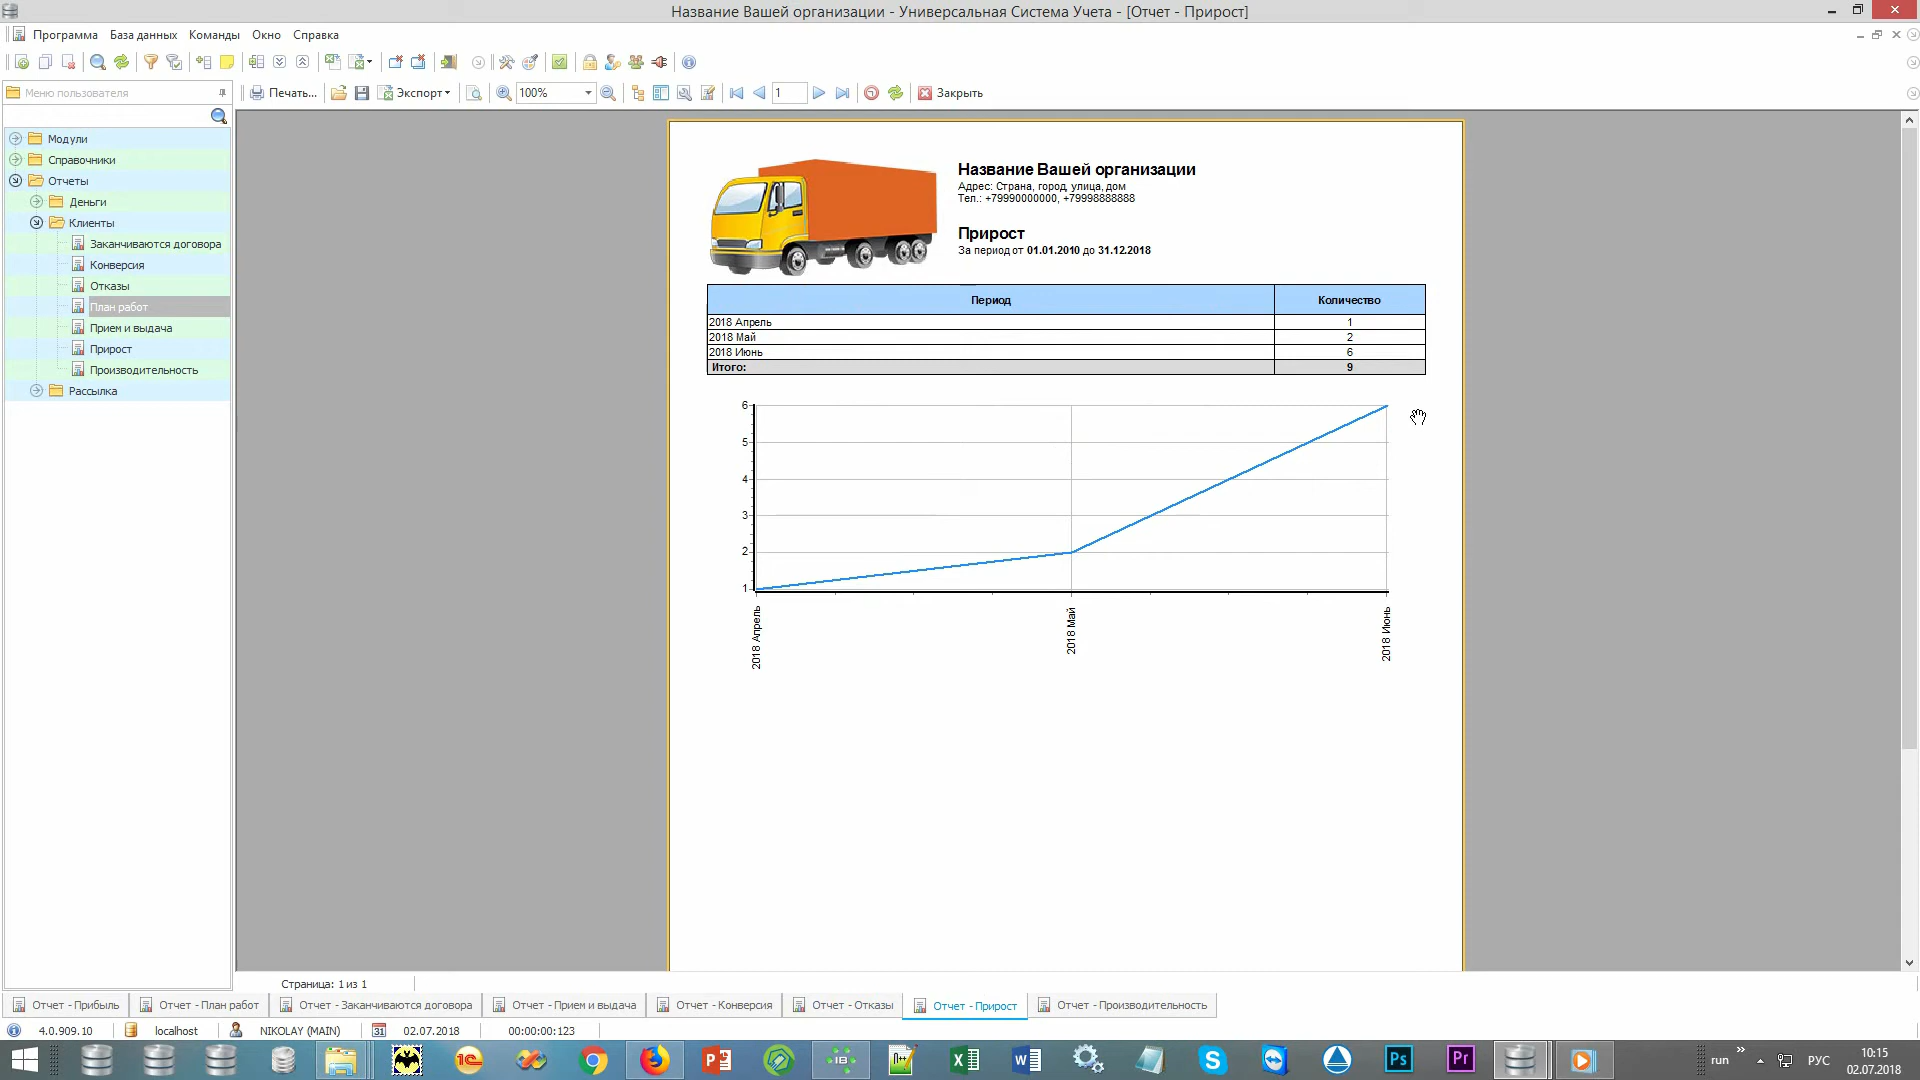 Название Вашей организации - Универсальная Система Учета - [Отчет - Прирост]
Программа База данных Команды Окно Справка
Меню пользователя
Печать... Экспорт 100% 1 Закрыть
Модули
Справочники
Отчеты
Деньги
Клиенты
Заканчиваются договора
Конверсия
Отказы
План работ
Прием и выдача
Прирост
Производительность
Рассылка
Название Вашей организации
Адрес: Страна, город, улица, дом
Тел.: +79990000000, +79998888888
Прирост
За период от 01.01.2010 до 31.12.2018
Период Количество
2018 Апрель 1
2018 Май 2
2018 Июнь 6
Итого: 9
6
5
4
3
2
1
2018 Апрель 2018 Май 2018 Июнь
Страница: 1 из 1
Отчет - Прибыль Отчет - План работ Отчет - Заканчиваются договора Отчет - Прием и выдача Отчет - Конверсия Отчет - Отказы Отчет - Прирост Отчет - Производительность
4.0.909.10 localhost NIKOLAY (MAIN) 31 02.07.2018 00:00:00:123
run РУС 10:15
02.07.2018